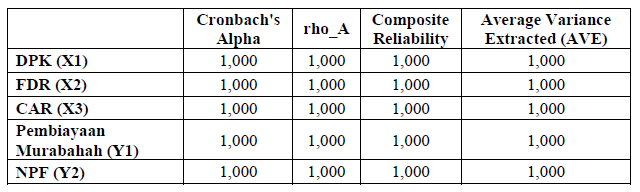 Cronbach's Alpha rho_A Composite Reliability Average Variance Extracted (AVE)
DPK (X1) 1,000 1,000 1,000 1,000
FDR (X2) 1,000 1,000 1,000 1,000
CAR (X3) 1,000 1,000 1,000 1,000
Pembiayaan Murabahah (Y1) 1,000 1,000 1,000 1,000
NPF (Y2) 1,000 1,000 1,000 1,000